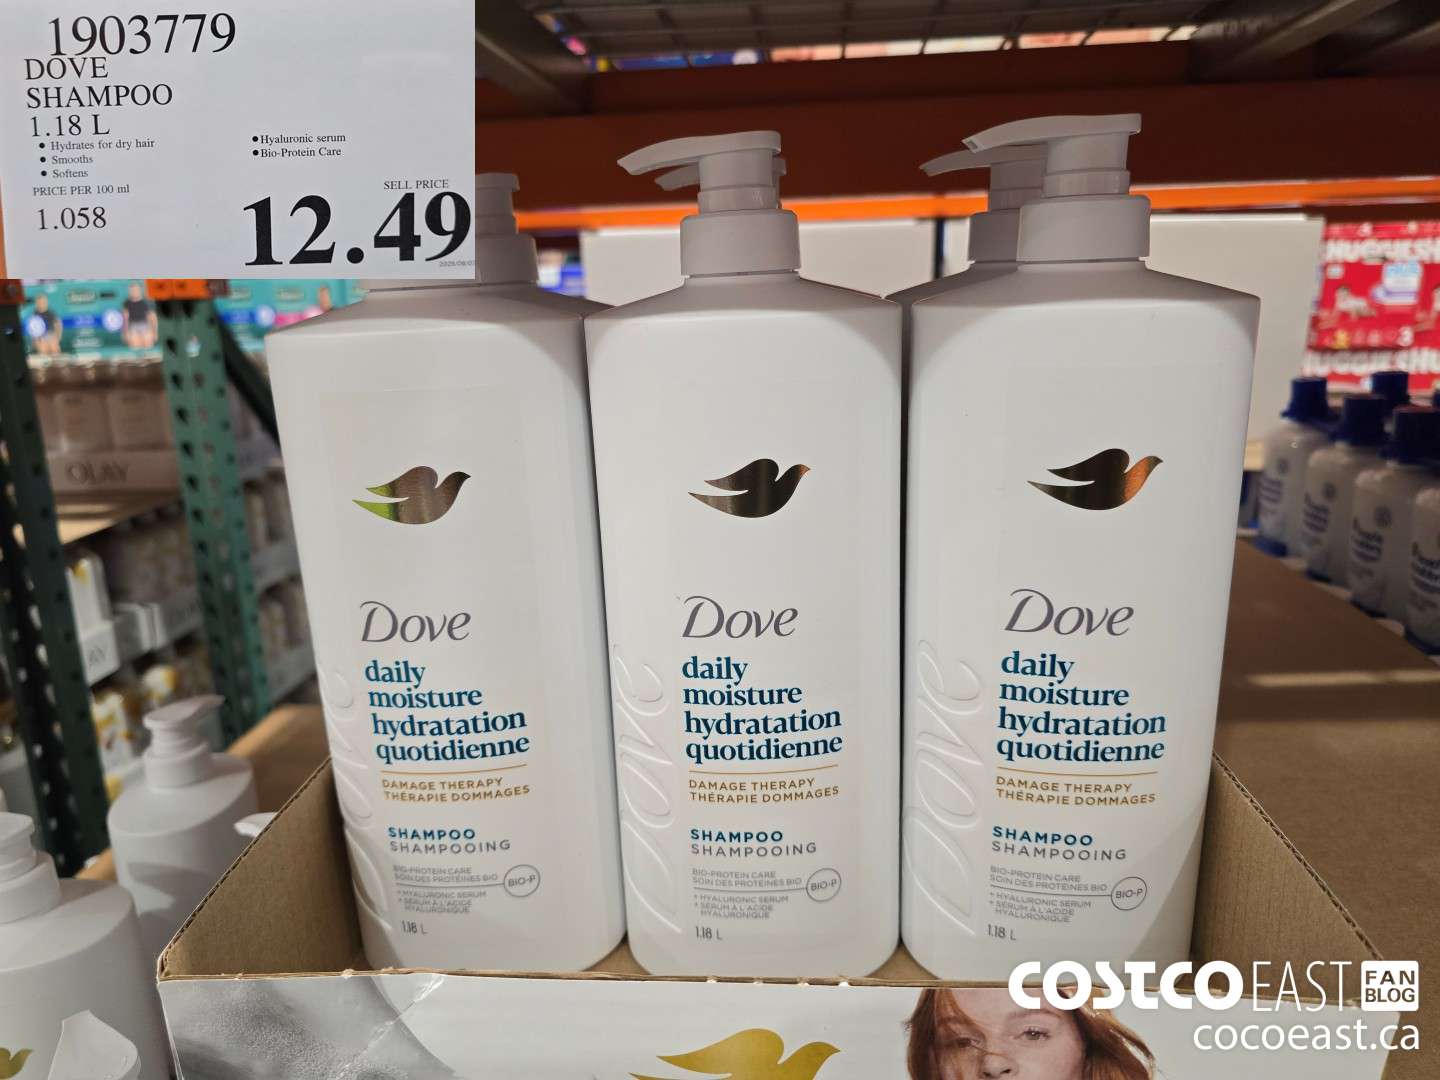 1903779
DOVE
SHAMPOO
1.18 L
• Hydrates for dry hair
• Smooths
• Softens
• Hyaluronic serum
• Bio-Protein Care
PRICE PER 100 ml
1.058
SELL PRICE
12.49
OLAY
HUGGIES
Dove
daily
moisture
hydratation
quotidienne
DAMAGE THERAPY
THÉRAPIE DOMMAGES
SHAMPOO
SHAMPOOING
BIO-PROTEIN CARE
SOIN DES PROTÉINES BIO
+ HYALURONIC SERUM
+ SÉRUM À L'ACIDE
HYALURONIQUE
BIO-P
1.18 L
Dove
Dove
daily
moisture
hydratation
quotidienne
DAMAGE THERAPY
THÉRAPIE DOMMAGES
SHAMPOO
SHAMPOOING
BIO-PROTEIN CARE
SOIN DES PROTÉINES BIO
+ HYALURONIC SERUM
+ SÉRUM À L'ACIDE
HYALURONIQUE
BIO-P
1.18 L
Dove
Dove
daily
moisture
hydratation
quotidienne
DAMAGE THERAPY
THÉRAPIE DOMMAGES
SHAMPOO
SHAMPOOING
BIO-PROTEIN CARE
SOIN DES PROTÉINES BIO
+ HYALURONIC SERUM
+ SÉRUM À L'ACIDE
HYALURONIQUE
BIO-P
1.18 L
Dove
COSTCO EAST FAN BLOG
cocoeast.ca